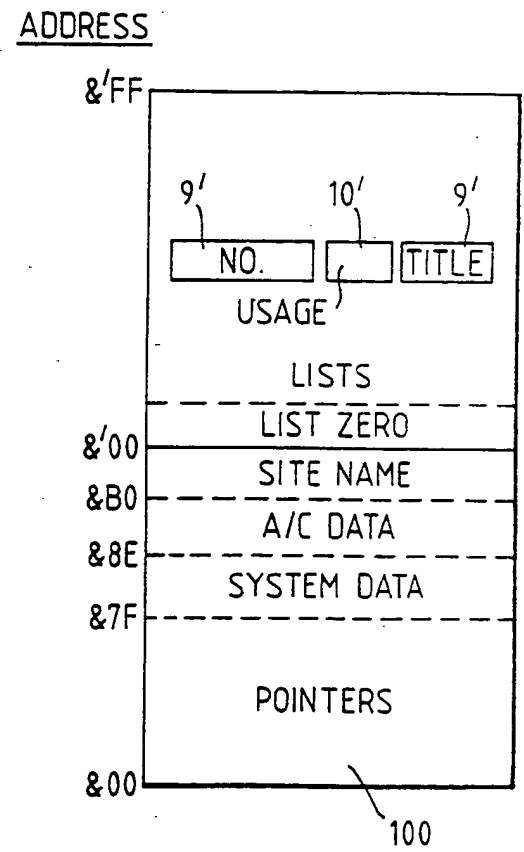 ADDRESS
&'FF
9' 10' 9'
NO. TITLE
USAGE
LISTS
LIST ZERO
&'00
SITE NAME
&B0
A/C DATA
&8E
SYSTEM DATA
&7F
POINTERS
&00
100